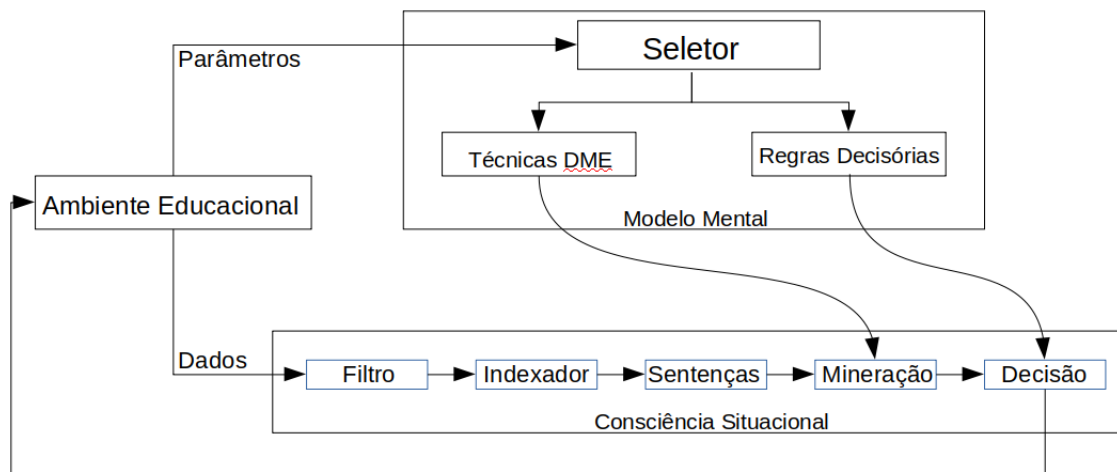 Seletor
Parâmetros
Técnicas DME
Regras Decisórias
Ambiente Educacional
Modelo Mental
Dados
Filtro
Indexador
Sentenças
Mineração
Decisão
Consciência Situacional